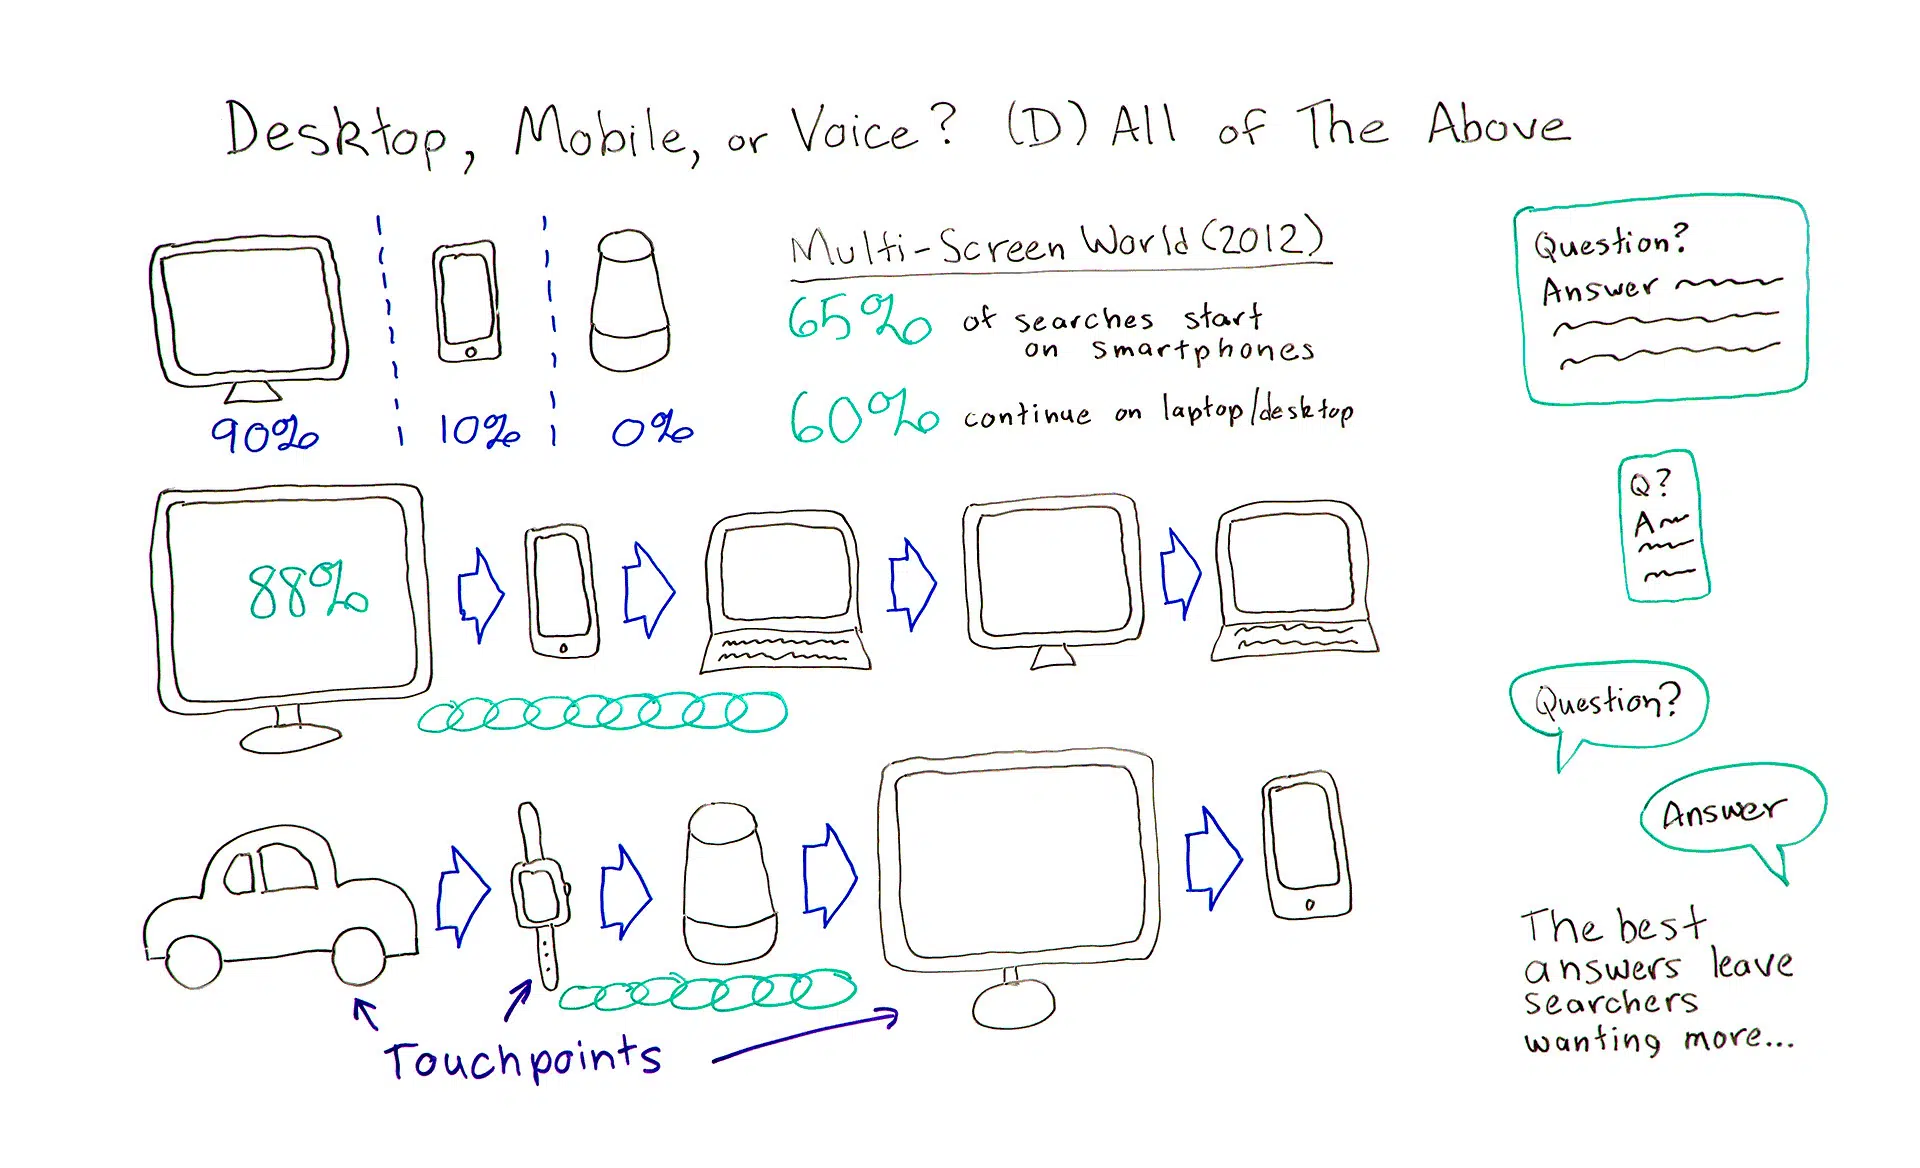 Desktop, Mobile, or Voice? (D) All of The Above
90%
10%
0%
Multi-Screen World (2012)
65% of searches start
on smartphones
60% continue on laptop/desktop
88%
Touchpoints
Question?
Answer
Q?
A
Question?
Answer
The best
answers leave
searchers
wanting more...